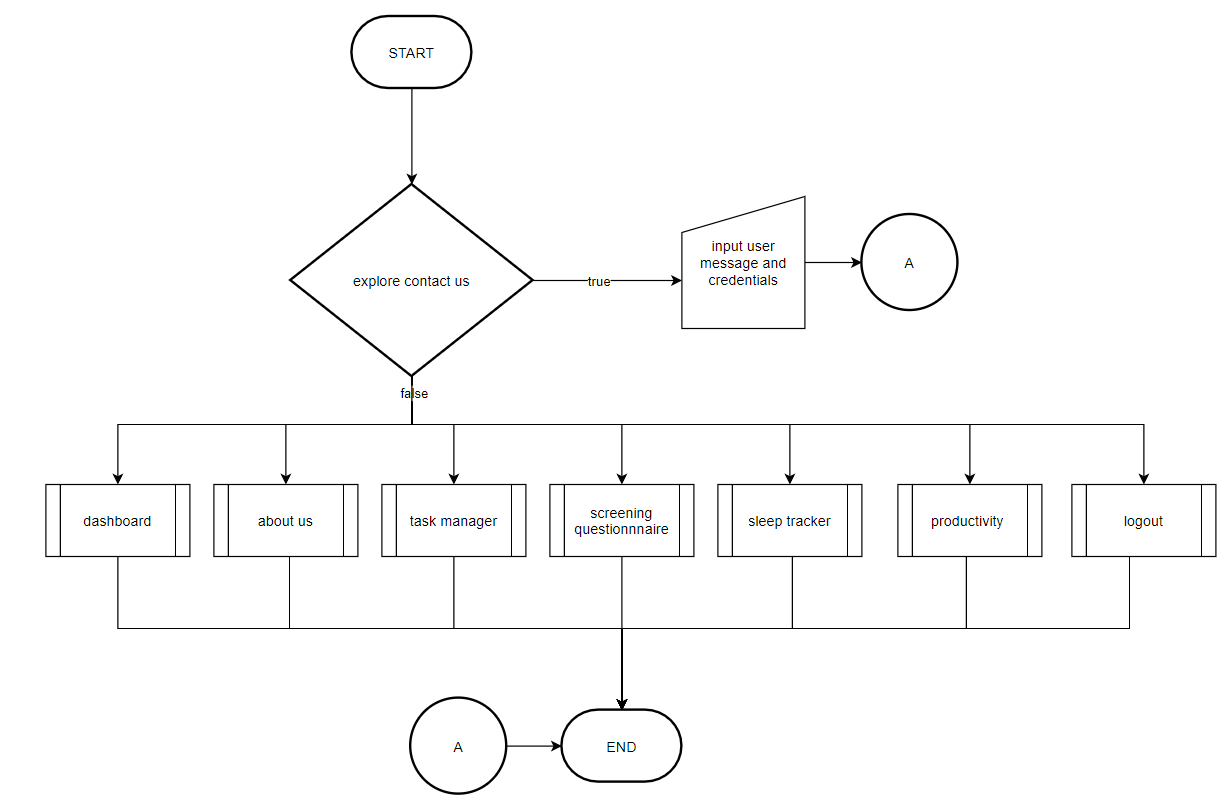 START
explore contact us
true
input user
message and
credentials
A
false
dashboard
about us
task manager
screening
questionnnaire
sleep tracker
productivity
logout
A
END